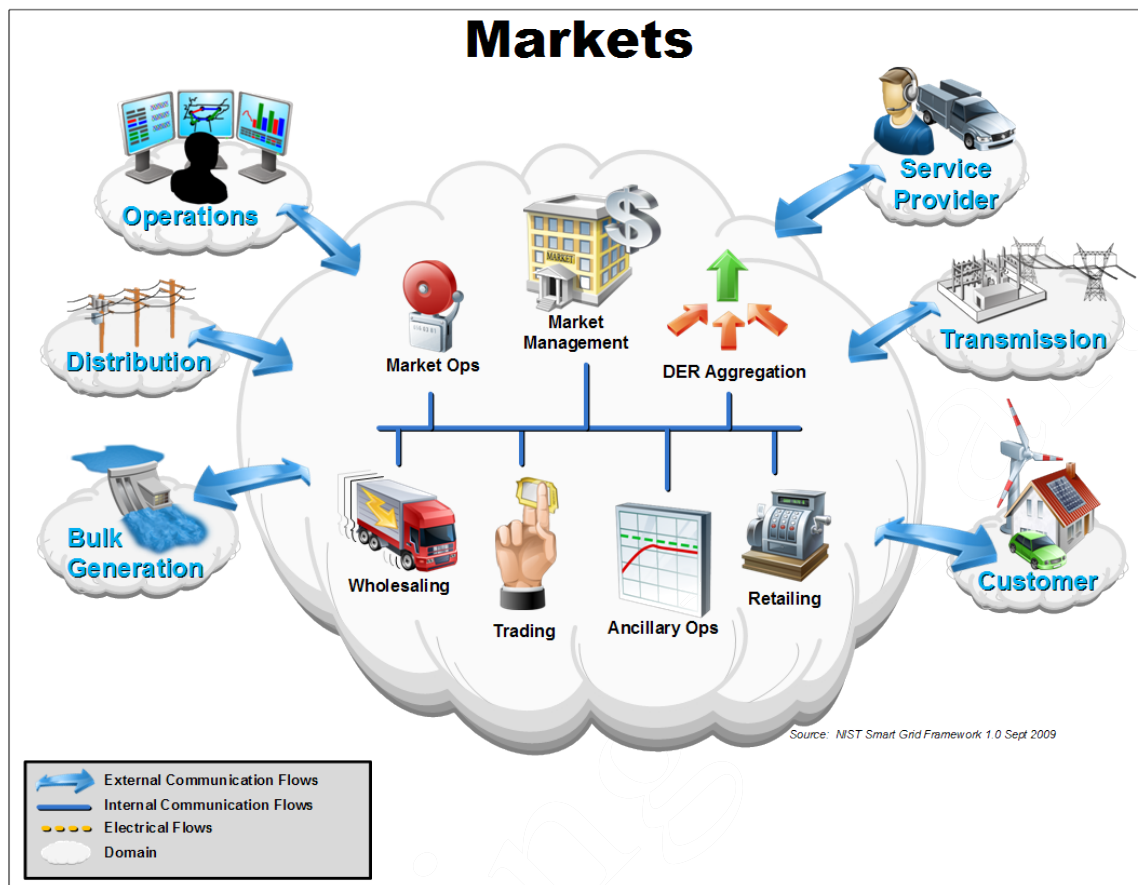 Markets
Operations
Service
Provider
Distribution
Transmission
Bulk
Generation
Customer
MARKET
Market Ops
Market
Management
DER Aggregation
Wholesaling
Trading
Ancillary Ops
Retailing
Source: NIST Smart Grid Framework 1.0 Sept 2009
External Communication Flows
Internal Communication Flows
Electrical Flows
Domain